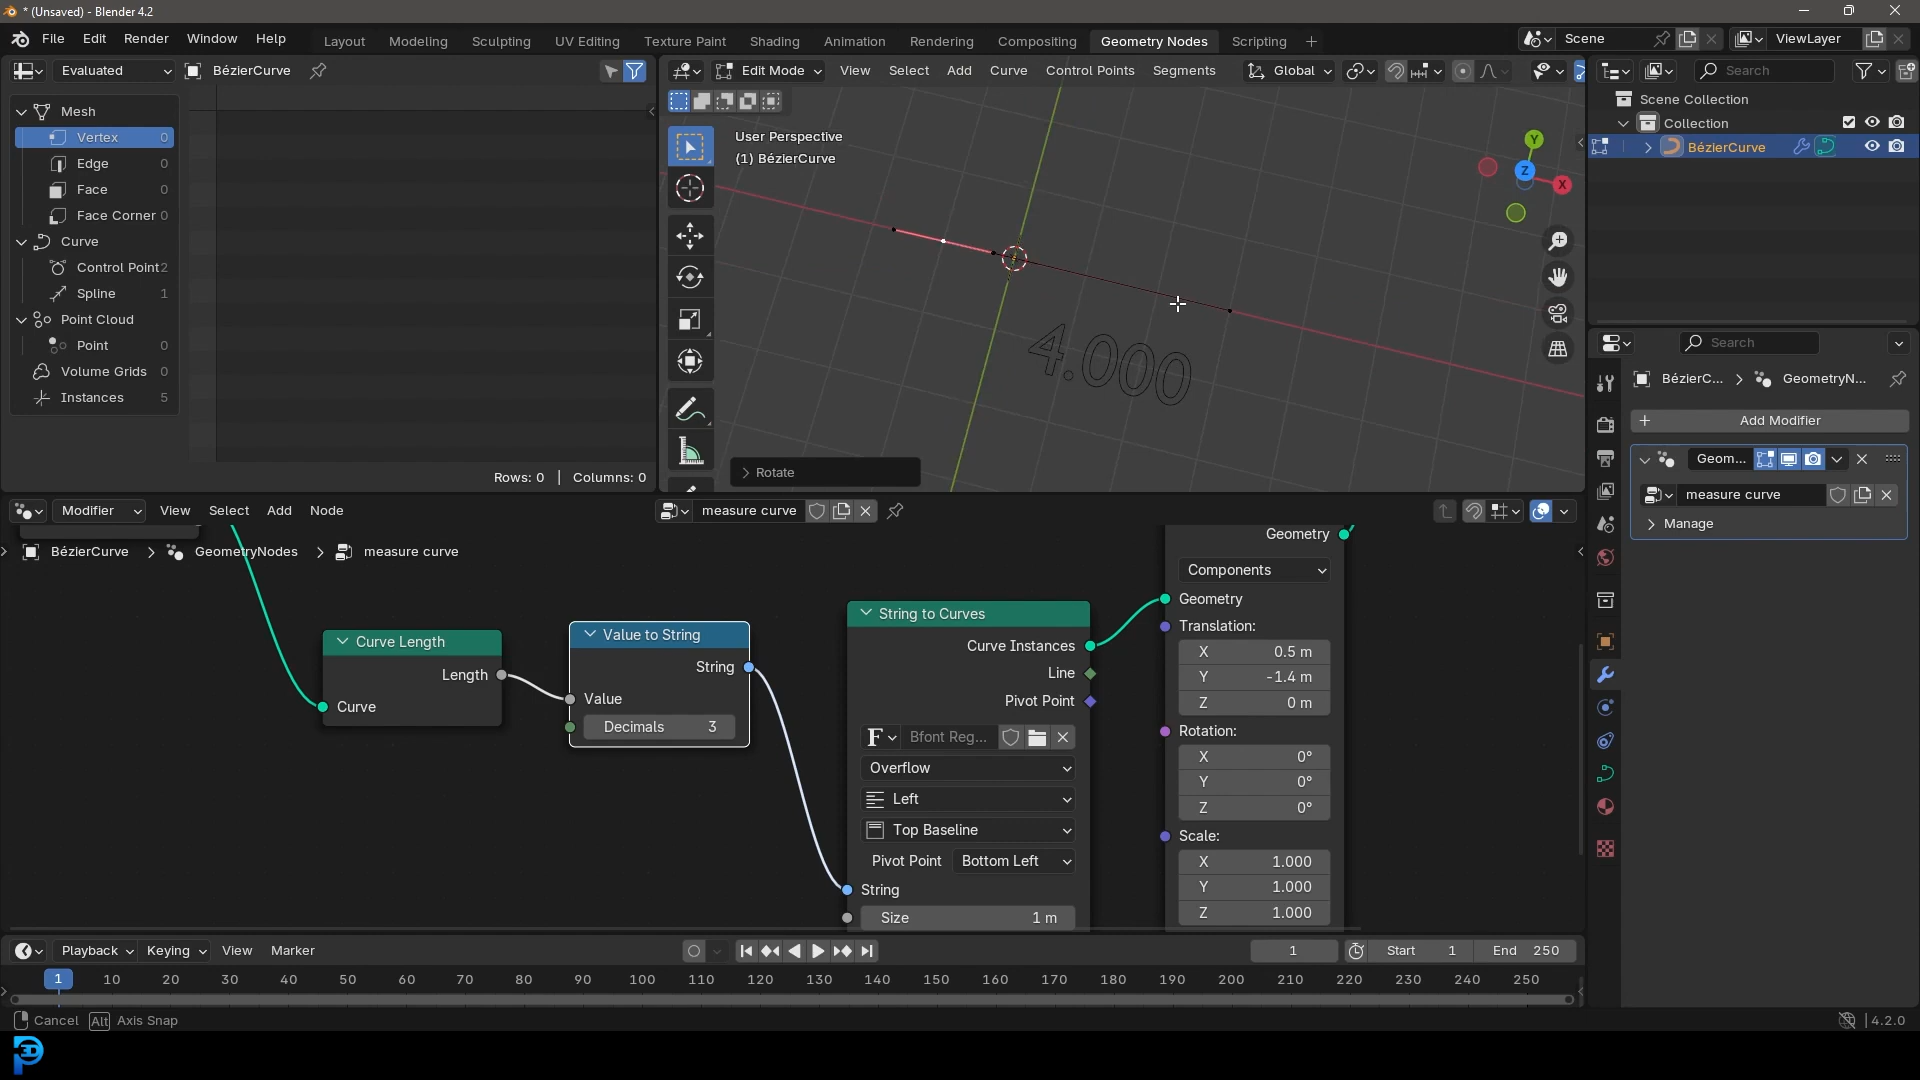 * (Unsaved) - Blender 4.2
File Edit Render Window Help
Layout Modeling Sculpting UV Editing Texture Paint Shading Animation Rendering Compositing Geometry Nodes Scripting
Scene
ViewLayer
Evaluated BézierCurve
Mesh
Vertex 0
Edge 0
Face 0
Face Corner 0
Curve
Control Point 2
Spline 1
Point Cloud
Point 0
Volume Grids 0
Instances 5
Rows: 0 | Columns: 0
Edit Mode View Select Add Curve Control Points Segments Global
User Perspective
(1) BézierCurve
Y
Z
X
4.000
Rotate
Search
Scene Collection
Collection
BézierCurve
Search
BézierC... GeometryN...
Add Modifier
Geom...
measure curve
Manage
Modifier View Select Add Node measure curve
BézierCurve GeometryNodes measure curve
Curve Length
Length
Curve
Value to String
String
Value
Decimals 3
String to Curves
Curve Instances
Line
Pivot Point
F Bfont Reg...
Overflow
Left
Top Baseline
Pivot Point Bottom Left
String
Size 1 m
Geometry
Components
Geometry
Translation:
X 0.5 m
Y -1.4 m
Z 0 m
Rotation:
X 0°
Y 0°
Z 0°
Scale:
X 1.000
Y 1.000
Z 1.000
Playback Keying View Marker 1 Start 1 End 250
1 10 20 30 40 50 60 70 80 90 100 110 120 130 140 150 160 170 180 190 200 210 220 230 240 250
Cancel Alt Axis Snap
4.2.0